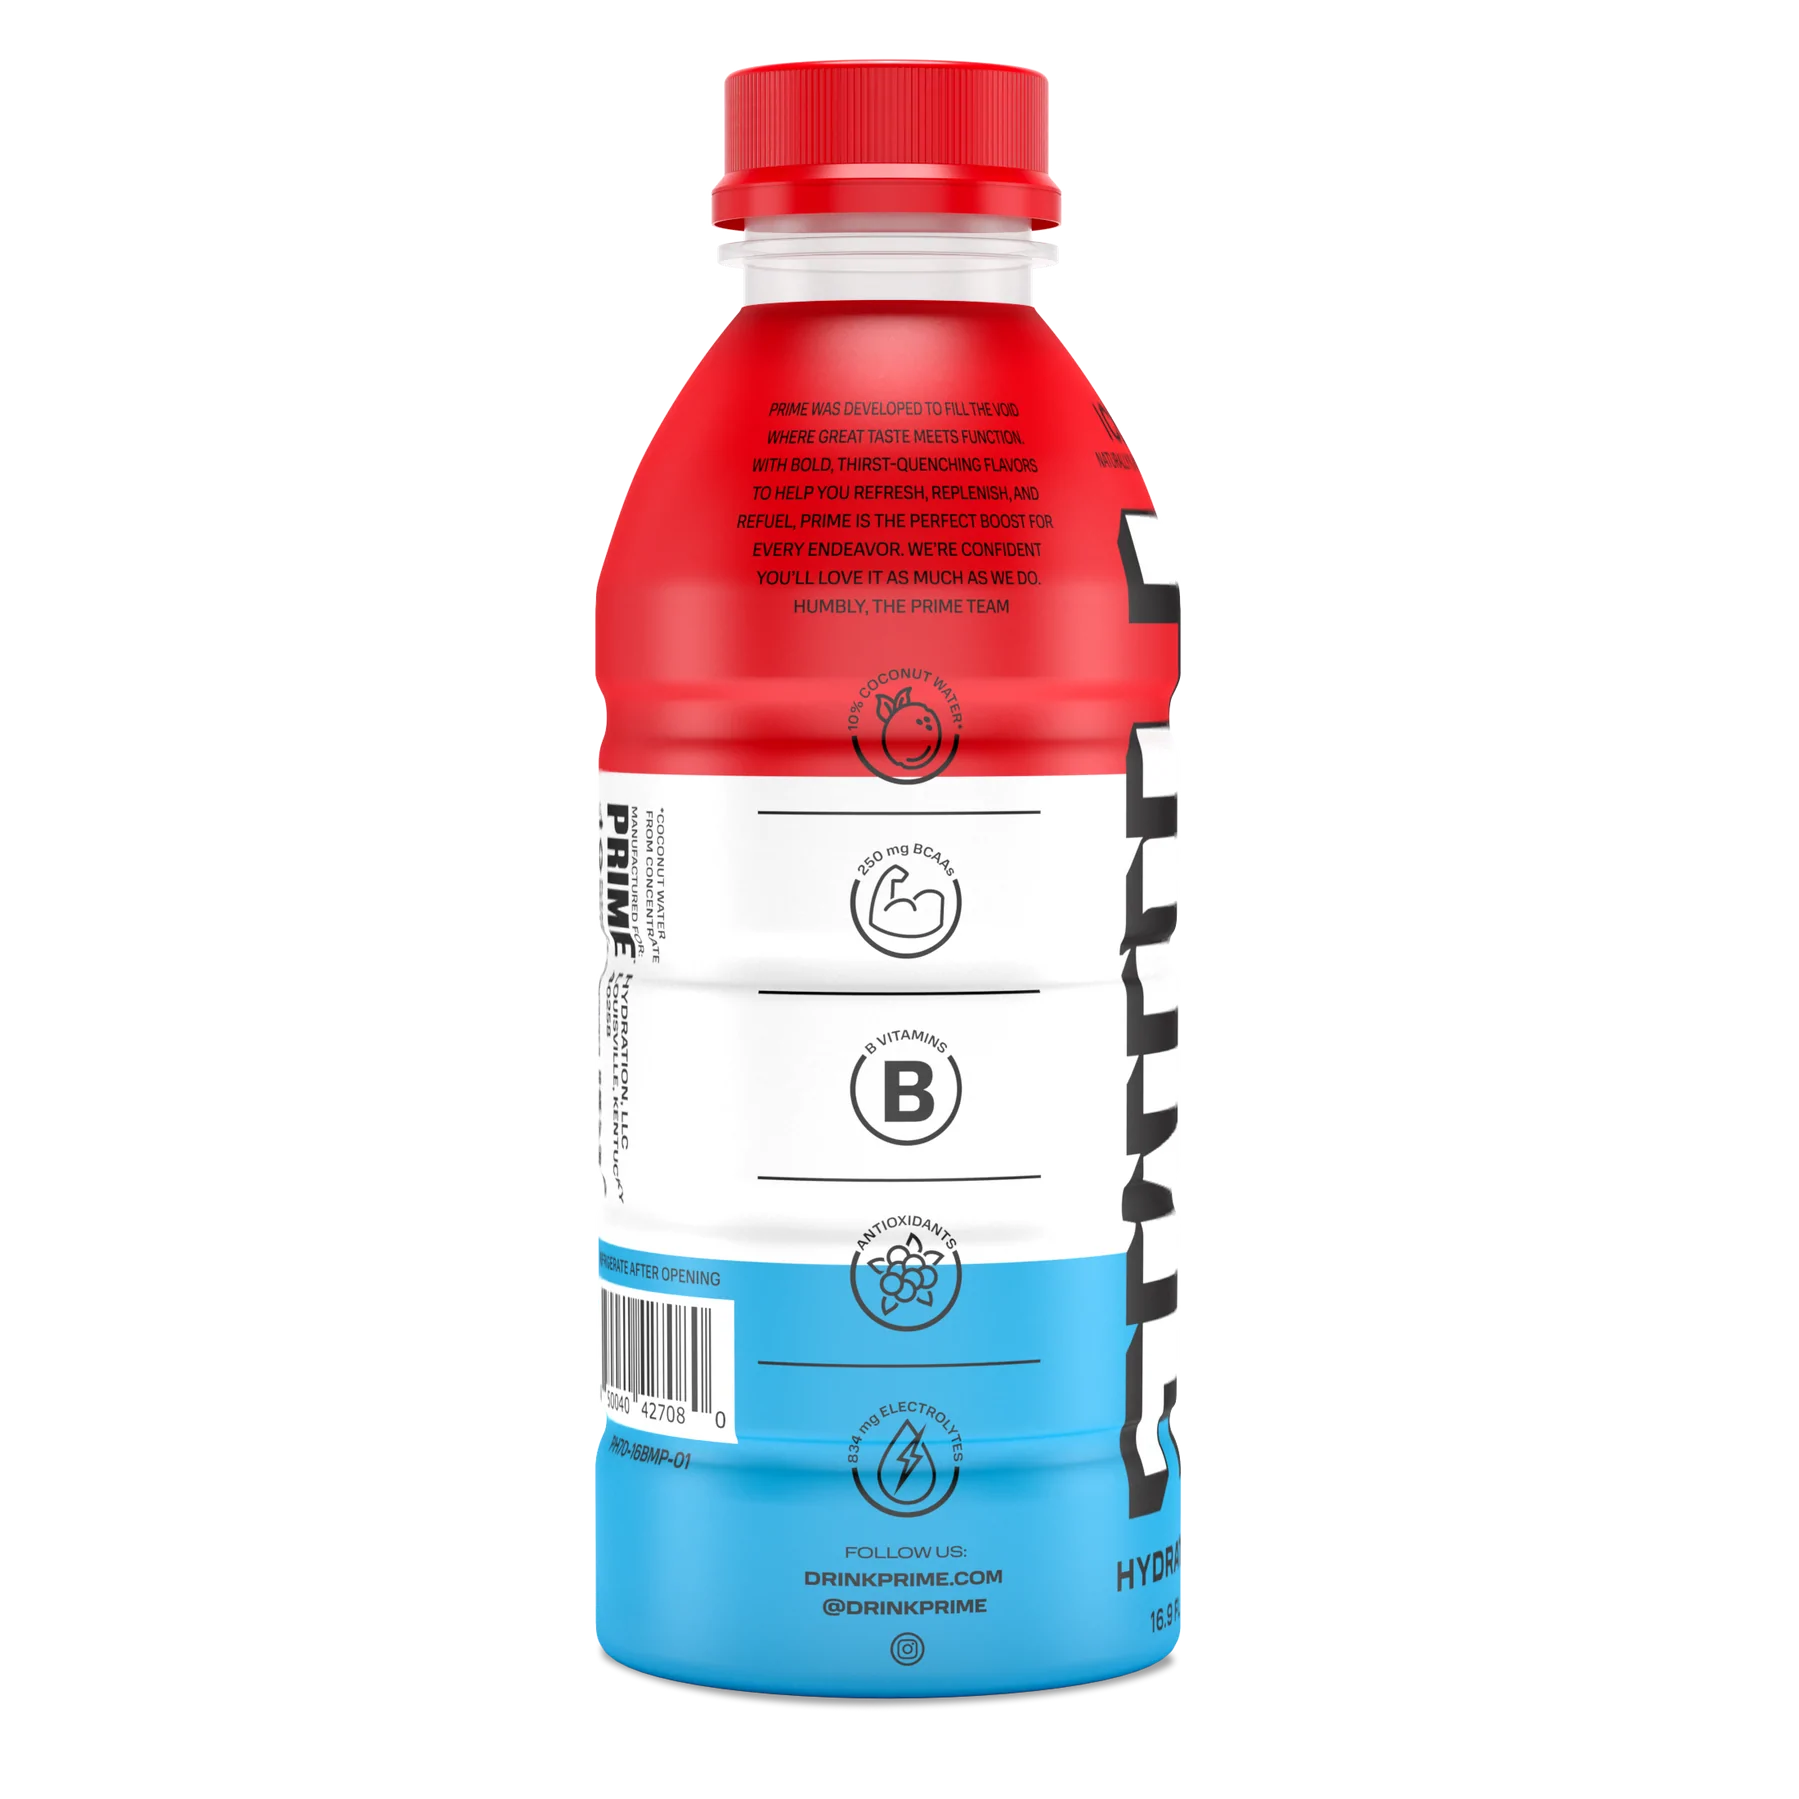 PRIME WAS DEVELOPED TO FILL THE VOID
WHERE GREAT TASTE MEETS FUNCTION.
WITH BOLD, THIRST-QUENCHING FLAVORS
TO HELP YOU REFRESH, REPLENISH, AND
REFUEL, PRIME IS THE PERFECT BOOST FOR
EVERY ENDEAVOR. WE'RE CONFIDENT
YOU'LL LOVE IT AS MUCH AS WE DO.
HUMBLY, THE PRIME TEAM
10% COCONUT WATER*
250 mg BCAAs
B VITAMINS
B
ANTIOXIDANTS
834 mg ELECTROLYTES
FOLLOW US:
DRINKPRIME.COM
@DRINKPRIME
*COCONUT WATER
FROM CONCENTRATE
MANUFACTURED FOR:
PRIME
HYDRATION, LLC
LOUISVILLE, KENTUCKY
40258
AFTER OPENING
50040 42708 0
PH70-16BMP-01
16.9